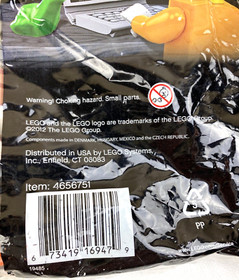 Warning! Choking hazard. Small parts.
LEGO and the LEGO logo are trademarks of the LEGO Group.
©2012 The LEGO Group.
Components made in DENMARK, HUNGARY, MEXICO and the CZECH REPUBLIC.
Distributed in USA by LEGO Systems,
Inc., Enfield, CT 06083
Item: 4656751
6 73419 16947 9
5
PP
19485